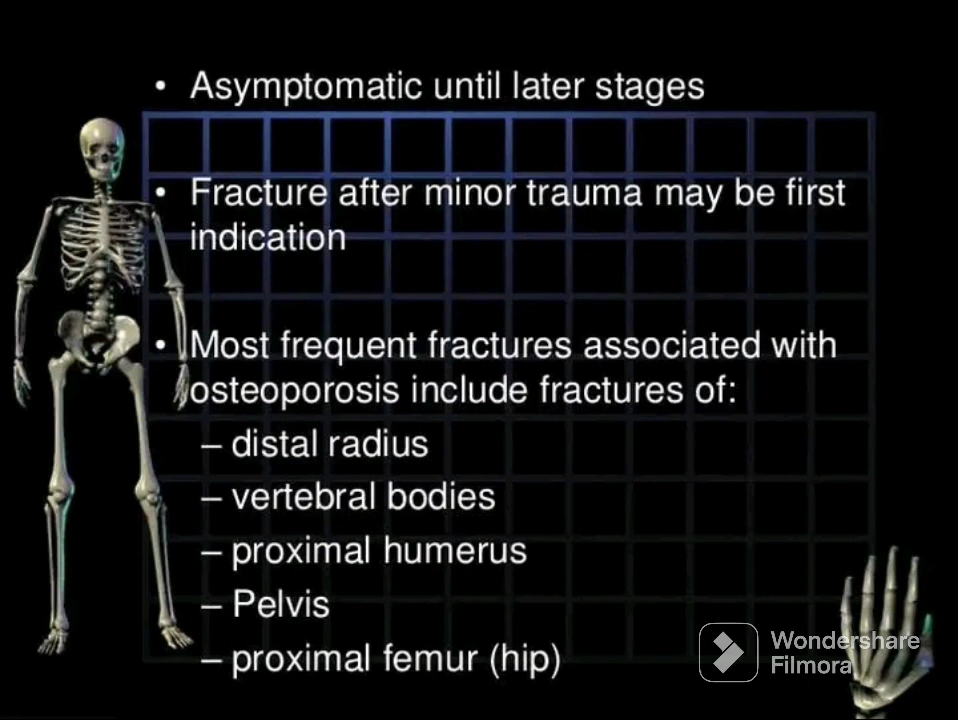 • Asymptomatic until later stages
• Fracture after minor trauma may be first
indication
• Most frequent fractures associated with
osteoporosis include fractures of:
– distal radius
– vertebral bodies
– proximal humerus
– Pelvis
– proximal femur (hip)
Wondershare
Filmora